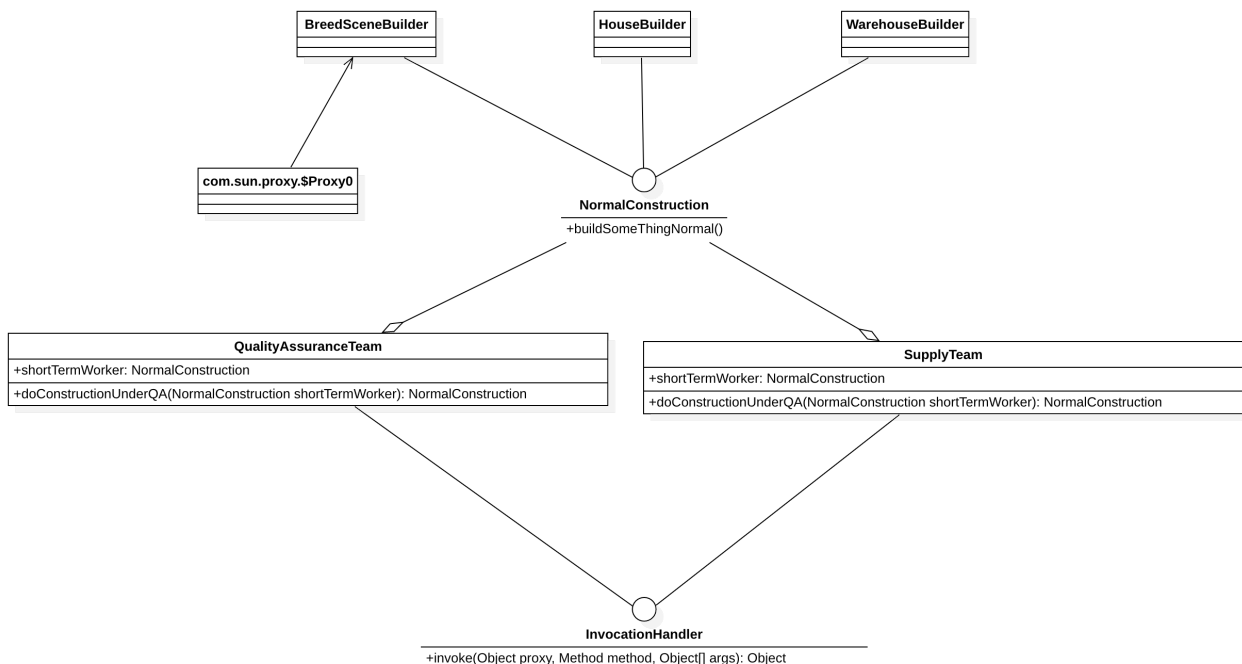 BreedSceneBuilder
HouseBuilder
WarehouseBuilder
com.sun.proxy.$Proxy0
NormalConstruction
+buildSomeThingNormal()
QualityAssuranceTeam
+shortTermWorker: NormalConstruction
+doConstructionUnderQA(NormalConstruction shortTermWorker): NormalConstruction
SupplyTeam
+shortTermWorker: NormalConstruction
+doConstructionUnderQA(NormalConstruction shortTermWorker): NormalConstruction
InvocationHandler
+invoke(Object proxy, Method method, Object[] args): Object